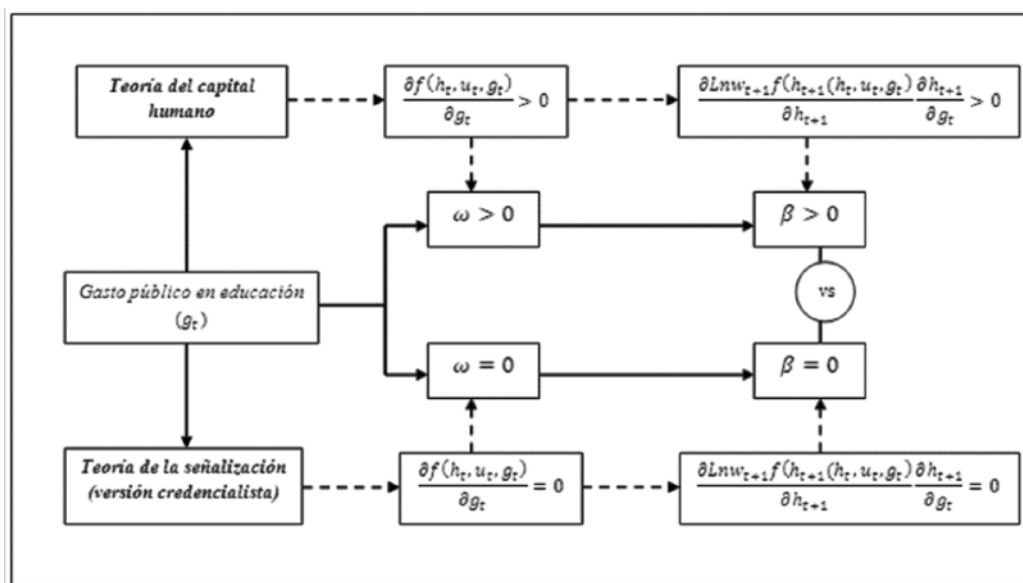 Teoría del capital
humano
∂f(h_t, u_t, g_t)
∂g_t
> 0
∂Lnw_{t+1}f(h_{t+1}(h_t, u_t, g_t) ∂h_{t+1}
∂h_{t+1} ∂g_t
> 0
ω > 0
β > 0
Gasto público en educación
(g_t)
vs
ω = 0
β = 0
Teoría de la señalización
(versión credencialista)
∂f(h_t, u_t, g_t)
∂g_t
= 0
∂Lnw_{t+1}f(h_{t+1}(h_t, u_t, g_t) ∂h_{t+1}
∂h_{t+1} ∂g_t
= 0